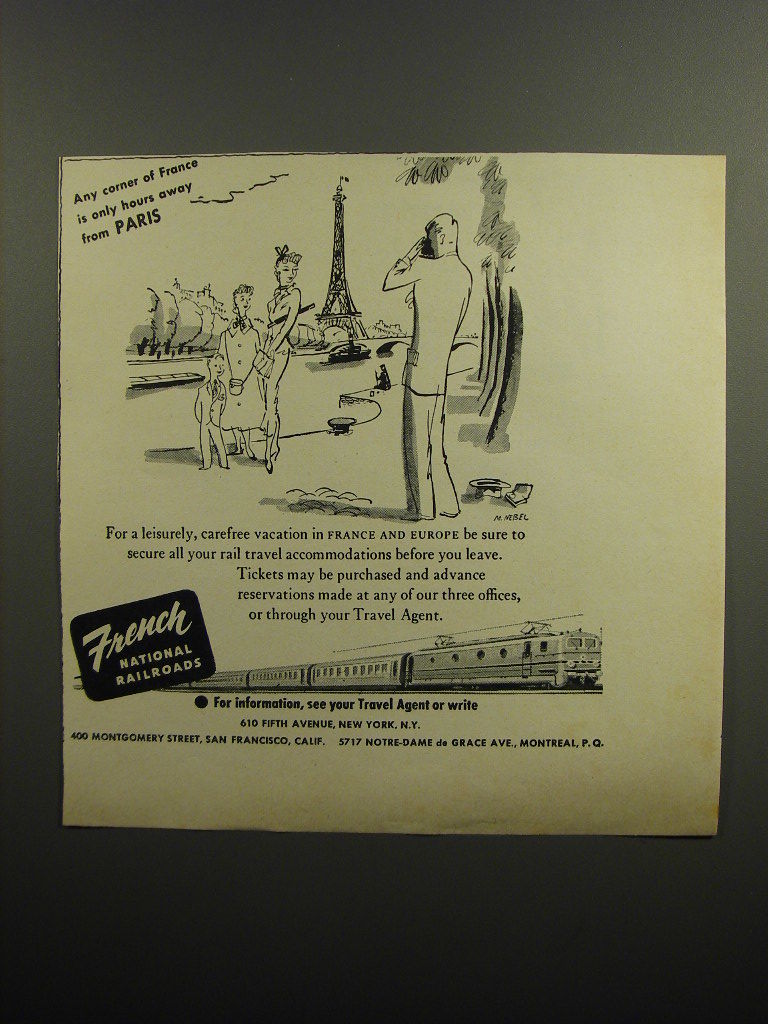 Any corner of France
is only hours away
from PARIS
M. NEBEL
For a leisurely, carefree vacation in FRANCE AND EUROPE be sure to
secure all your rail travel accommodations before you leave.
Tickets may be purchased and advance
reservations made at any of our three offices,
or through your Travel Agent.
French
NATIONAL
RAILROADS
● For information, see your Travel Agent or write
610 FIFTH AVENUE, NEW YORK, N.Y.
400 MONTGOMERY STREET, SAN FRANCISCO, CALIF. 5717 NOTRE-DAME de GRACE AVE., MONTREAL, P. Q.